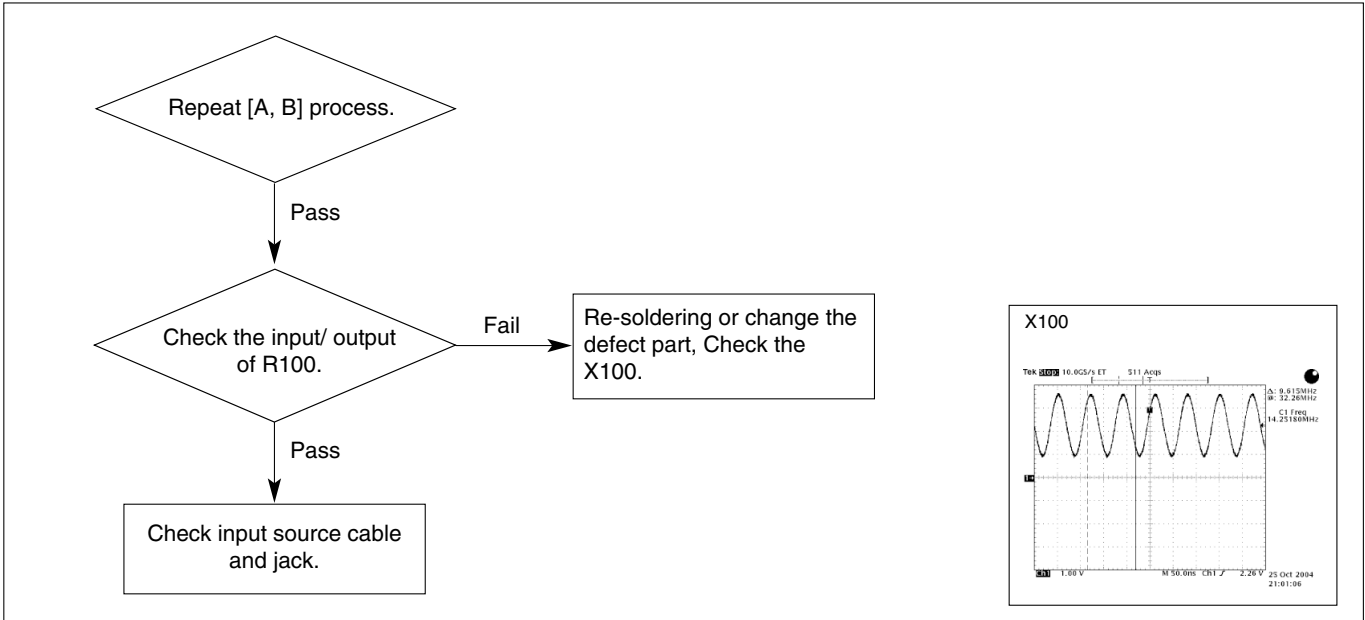 Repeat [A, B] process.
Pass
Check the input/ output
of R100.
Fail
Re-soldering or change the
defect part, Check the
X100.
Pass
Check input source cable
and jack.
X100
Tek Stop 10.0GS/s ET 511 Acqs
T
Δ: 9.615MHz
@: 32.26MHz
C1 Freq
14.25180MHz
T
1→
Ch1 1.00 V M 50.0ns Ch1 2.26 V
25 Oct 2004
21:01:06